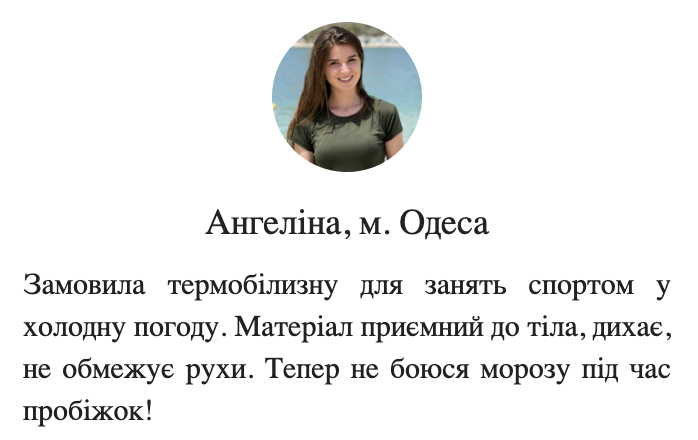 Ангеліна, м. Одеса
Замовила термобілизну для занять спортом у
холодну погоду. Матеріал приємний до тіла, дихає,
не обмежує рухи. Тепер не боюся морозу під час
пробіжок!